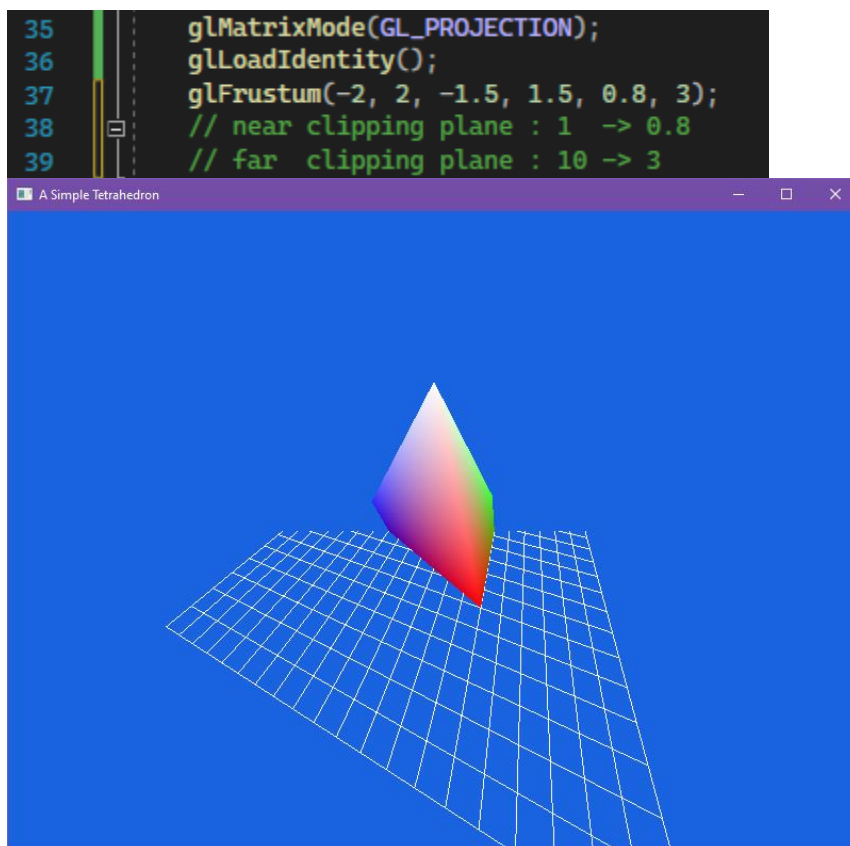 35 glMatrixMode(GL_PROJECTION);
36 glLoadIdentity();
37 glFrustum(-2, 2, -1.5, 1.5, 0.8, 3);
38 // near clipping plane : 1  -> 0.8
39 // far  clipping plane : 10 -> 3
A Simple Tetrahedron